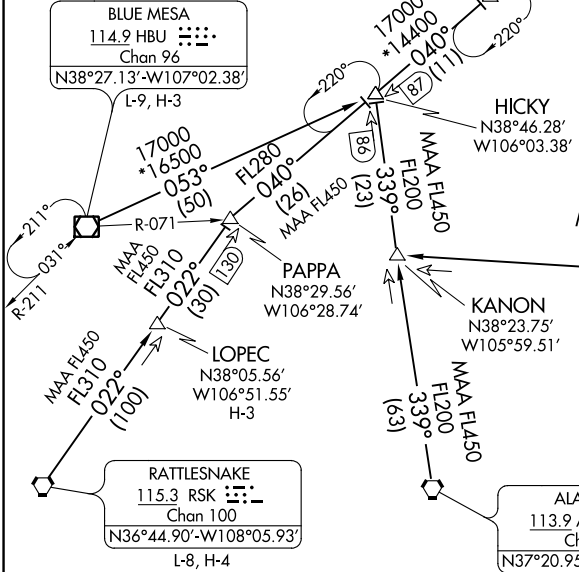 BLUE MESA
114.9 HBU
Chan 96
N38°27.13'-W107°02.38'
L-9, H-3
17000
*14400
040°
(11)
87
220°
220°
HICKY
N38°46.28'
W106°03.38'
17000
*16500
053°
(50)
FL280
040°
(26)
MAA FL450
86
MAA FL450
FL200
339°
(23)
211°
031°
R-211
R-071
MAA
FL450
FL310
022°
(30)
130
PAPPA
N38°29.56'
W106°28.74'
KANON
N38°23.75'
W105°59.51'
LOPEC
N38°05.56'
W106°51.55'
H-3
MAA FL450
FL310
022°
(100)
MAA FL450
FL200
339°
(63)
RATTLESNAKE
115.3 RSK
Chan 100
N36°44.90'-W108°05.93'
L-8, H-4
ALA
113.9
Ch
N37°20.95